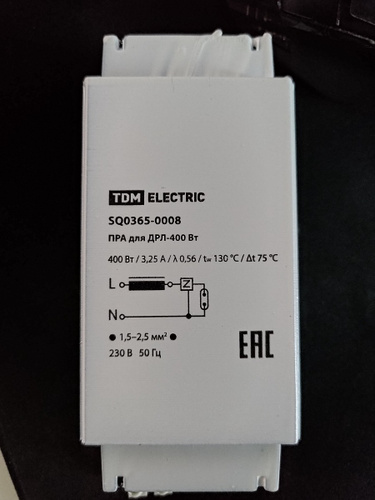 TDM ELECTRIC
SQ0365-0008
ПРА для ДРЛ-400 Вт
400 Вт / 3,25 А / λ 0,56 / tw 130 °C / Δt 75 °C
L
Z
N
● 1,5–2,5 мм² ●
230 В 50 Гц
EAC